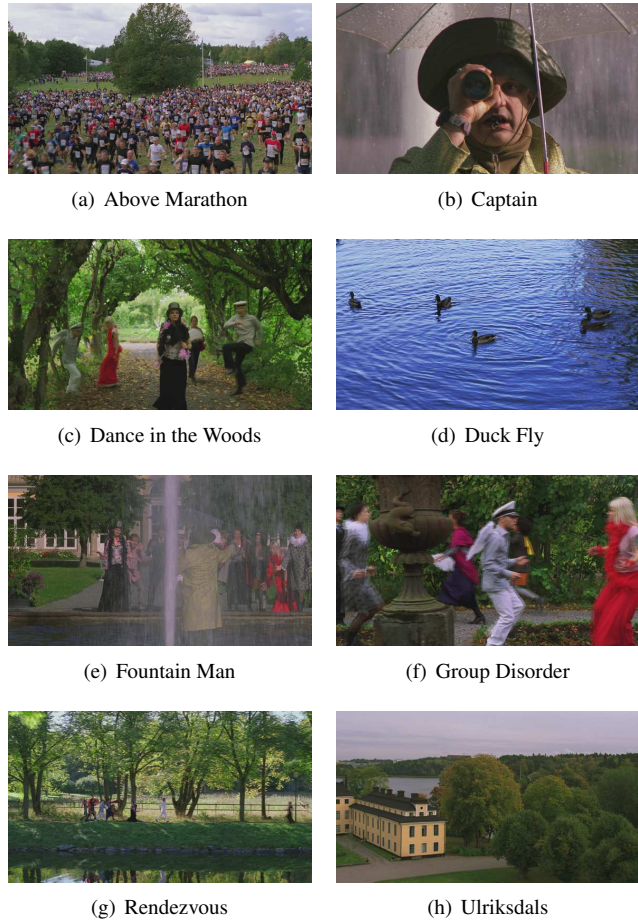 (a) Above Marathon
(b) Captain
(c) Dance in the Woods
(d) Duck Fly
(e) Fountain Man
(f) Group Disorder
(g) Rendezvous
(h) Ulriksdals